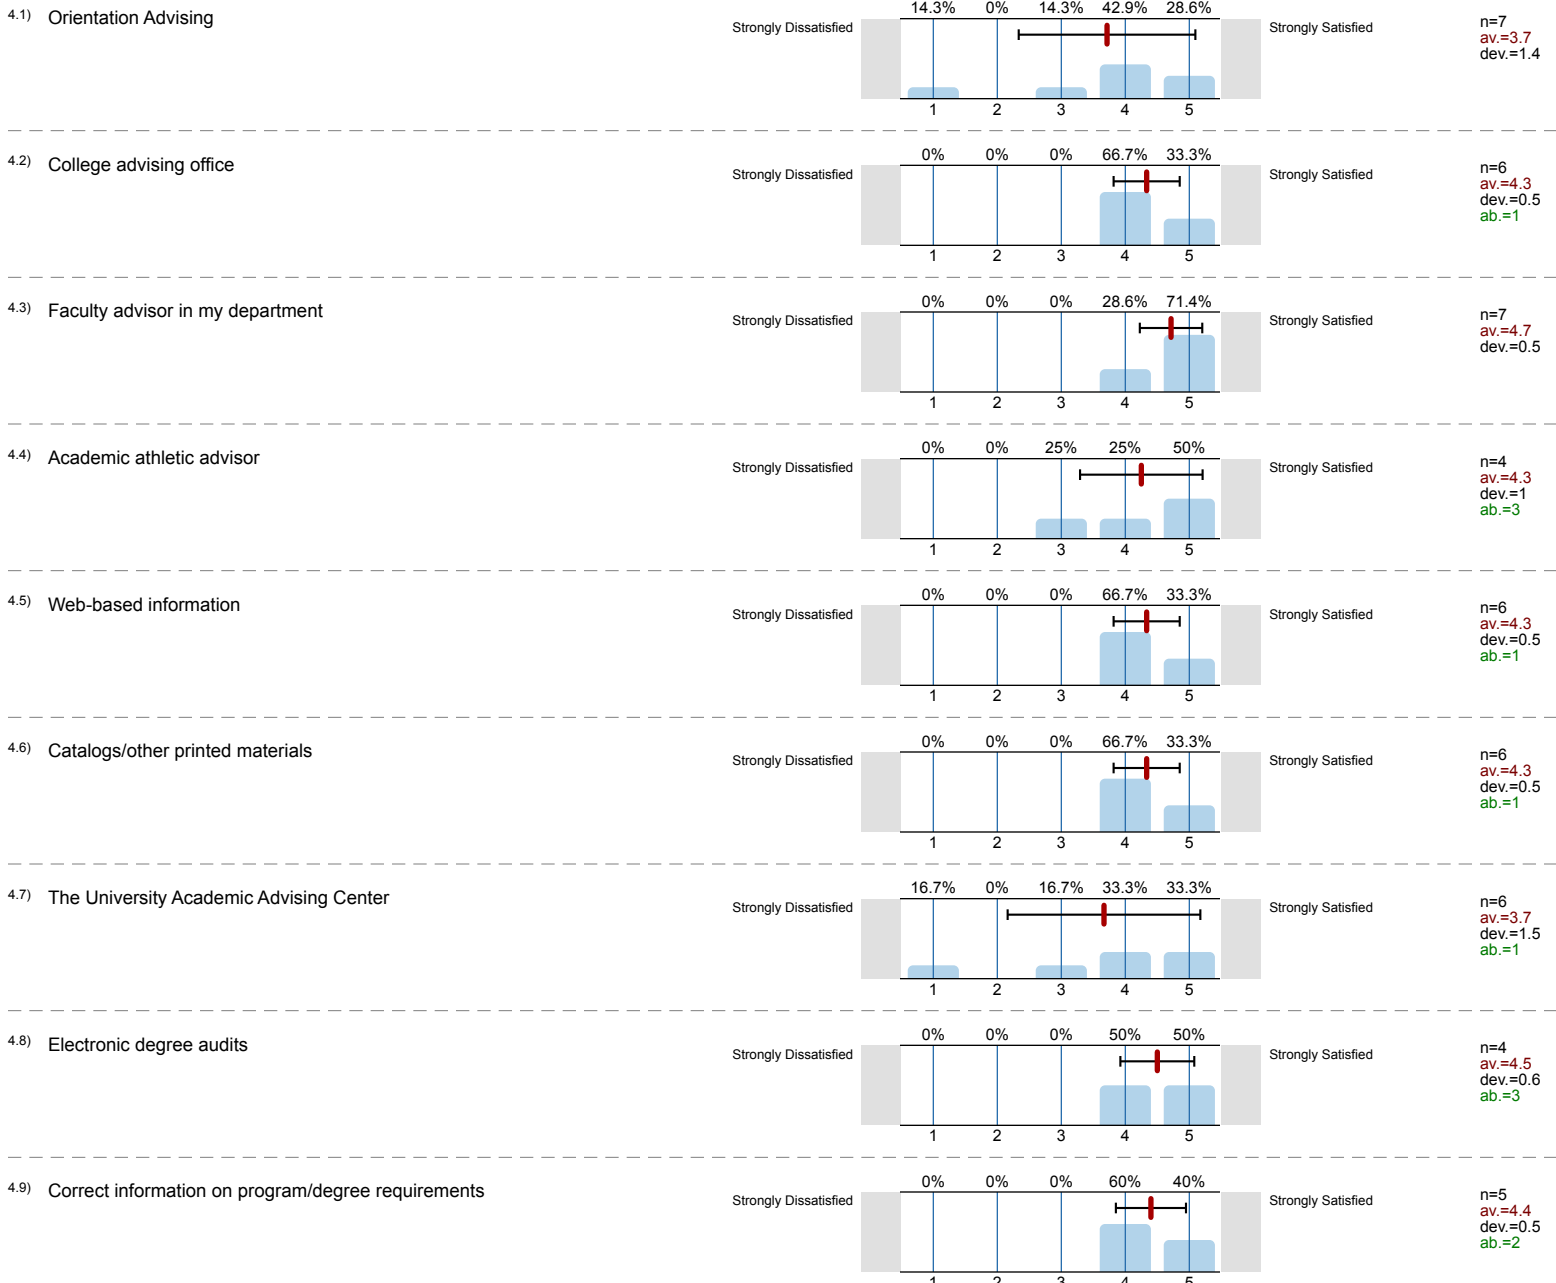 4.1) Orientation Advising
14.3% 0% 14.3% 42.9% 28.6%
Strongly Dissatisfied
Strongly Satisfied
1 2 3 4 5
n=7
av.=3.7
dev.=1.4
4.2) College advising office
0% 0% 0% 66.7% 33.3%
Strongly Dissatisfied
Strongly Satisfied
1 2 3 4 5
n=6
av.=4.3
dev.=0.5
ab.=1
4.3) Faculty advisor in my department
0% 0% 0% 28.6% 71.4%
Strongly Dissatisfied
Strongly Satisfied
1 2 3 4 5
n=7
av.=4.7
dev.=0.5
4.4) Academic athletic advisor
0% 0% 25% 25% 50%
Strongly Dissatisfied
Strongly Satisfied
1 2 3 4 5
n=4
av.=4.3
dev.=1
ab.=3
4.5) Web-based information
0% 0% 0% 66.7% 33.3%
Strongly Dissatisfied
Strongly Satisfied
1 2 3 4 5
n=6
av.=4.3
dev.=0.5
ab.=1
4.6) Catalogs/other printed materials
0% 0% 0% 66.7% 33.3%
Strongly Dissatisfied
Strongly Satisfied
1 2 3 4 5
n=6
av.=4.3
dev.=0.5
ab.=1
4.7) The University Academic Advising Center
16.7% 0% 16.7% 33.3% 33.3%
Strongly Dissatisfied
Strongly Satisfied
1 2 3 4 5
n=6
av.=3.7
dev.=1.5
ab.=1
4.8) Electronic degree audits
0% 0% 0% 50% 50%
Strongly Dissatisfied
Strongly Satisfied
1 2 3 4 5
n=4
av.=4.5
dev.=0.6
ab.=3
4.9) Correct information on program/degree requirements
0% 0% 0% 60% 40%
Strongly Dissatisfied
Strongly Satisfied
1 2 3 4 5
n=5
av.=4.4
dev.=0.5
ab.=2